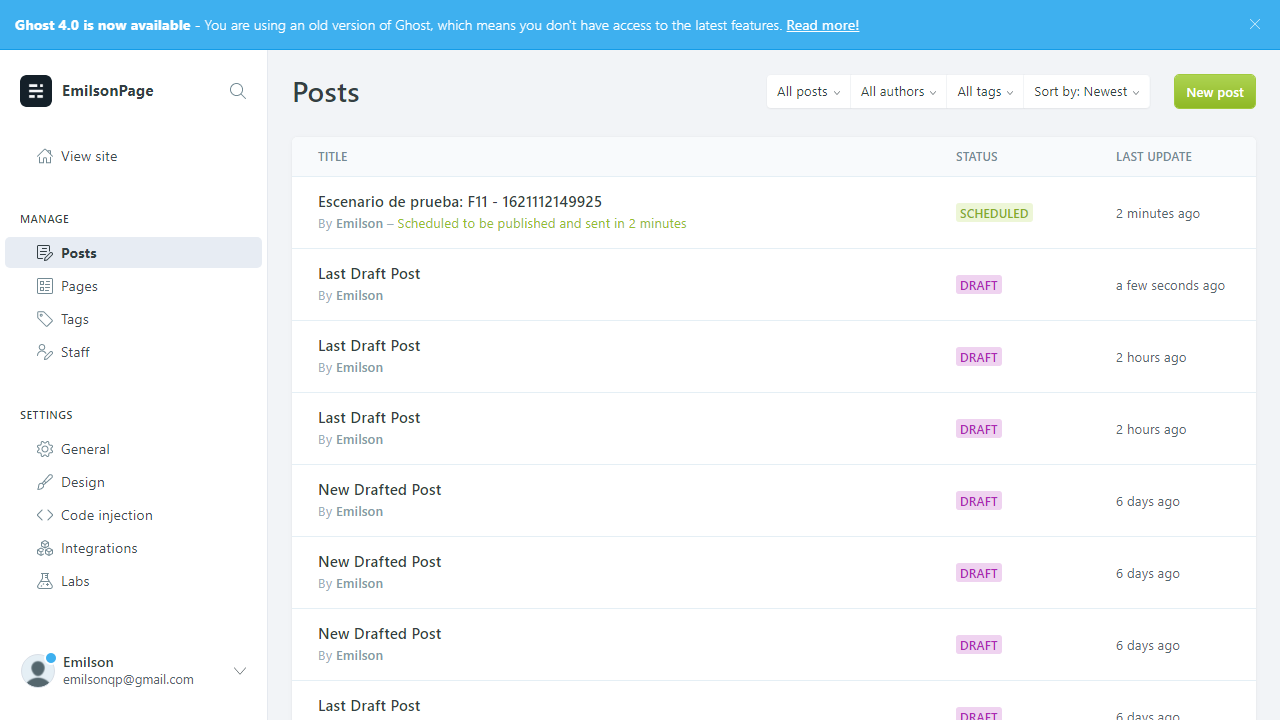 Ghost 4.0 is now available - You are using an old version of Ghost, which means you don't have access to the latest features. Read more!
EmilsonPage
View site
MANAGE
Posts
Pages
Tags
Staff
SETTINGS
General
Design
Code injection
Integrations
Labs
Emilson
emilsonqp@gmail.com
Posts
All posts
All authors
All tags
Sort by: Newest
New post
TITLE STATUS LAST UPDATE
Escenario de prueba: F11 - 1621112149925
By Emilson – Scheduled to be published and sent in 2 minutes
SCHEDULED
2 minutes ago
Last Draft Post
By Emilson
DRAFT
a few seconds ago
Last Draft Post
By Emilson
DRAFT
2 hours ago
Last Draft Post
By Emilson
DRAFT
2 hours ago
New Drafted Post
By Emilson
DRAFT
6 days ago
New Drafted Post
By Emilson
DRAFT
6 days ago
New Drafted Post
By Emilson
DRAFT
6 days ago
Last Draft Post
DRAFT
6 days ago